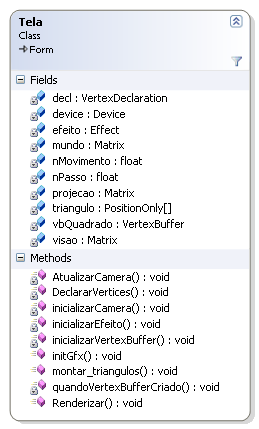 Tela
Class
Form
Fields
decl : VertexDeclaration
device : Device
efeito : Effect
mundo : Matrix
nMovimento : float
nPasso : float
projecao : Matrix
triangulo : PositionOnly[]
vbQuadrado : VertexBuffer
visao : Matrix
Methods
AtualizarCamera() : void
DeclararVertices() : void
inicializarCamera() : void
inicializarEfeito() : void
inicializarVertexBuffer() : void
initGfx() : void
montar_triangulos() : void
quandoVertexBufferCriado() : void
Renderizar() : void